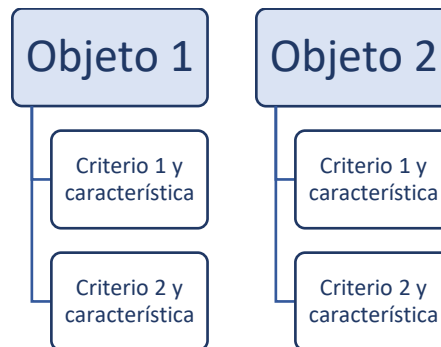 Objeto 1
Criterio 1 y
característica
Criterio 2 y
característica
Objeto 2
Criterio 1 y
característica
Criterio 2 y
característica